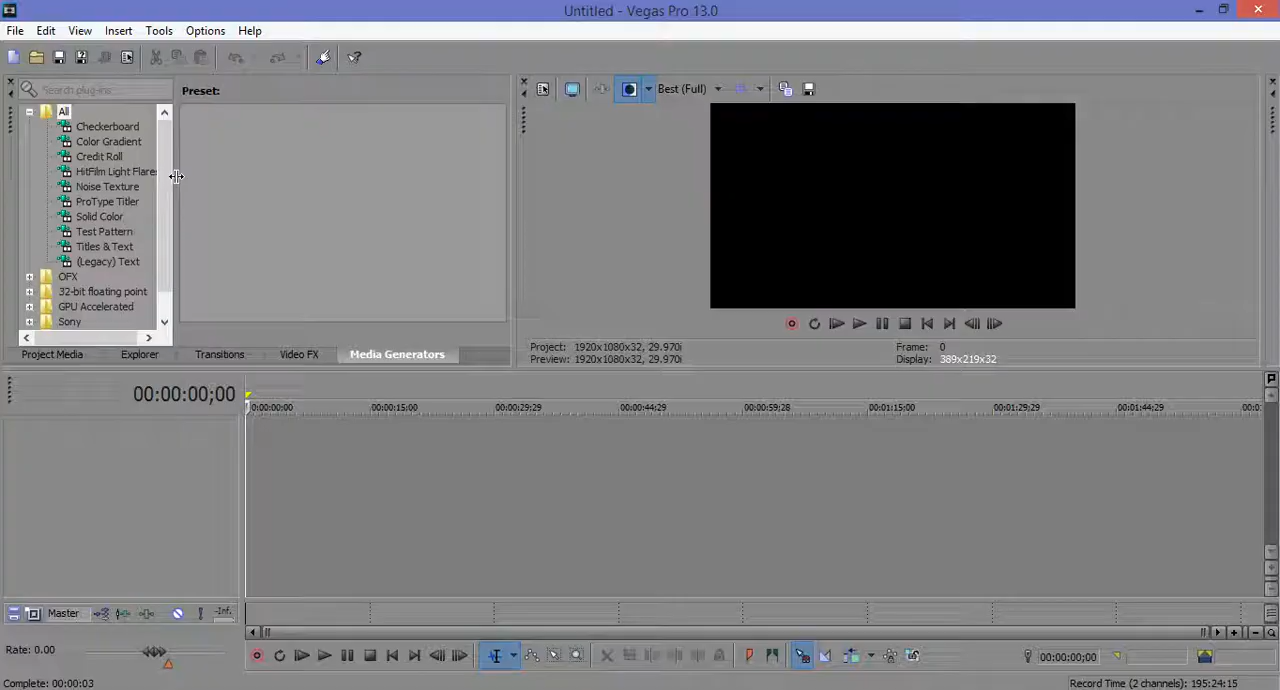 Untitled - Vegas Pro 13.0
File Edit View Insert Tools Options Help
Search plug-ins
Preset:
Best (Full)
All
Checkerboard
Color Gradient
Credit Roll
HitFilm Light Flares
Noise Texture
ProType Titler
Solid Color
Test Pattern
Titles & Text
(Legacy) Text
OFX
32-bit floating point
GPU Accelerated
Sony
Project: 1920x1080x32, 29.970i
Frame: 0
Preview: 1920x1080x32, 29.970i
Display: 389x219x32
Project Media Explorer Transitions Video FX Media Generators
00:00:00;00
0:00:00:00 00:00:15:00 00:00:29:29 00:00:44:29 00:00:59:28 00:01:15:00 00:01:29:29 00:01:44:29 00:0
Master
-Inf.
Rate: 0.00
00:00:00;00
Complete: 00:00:03
Record Time (2 channels): 195:24:15